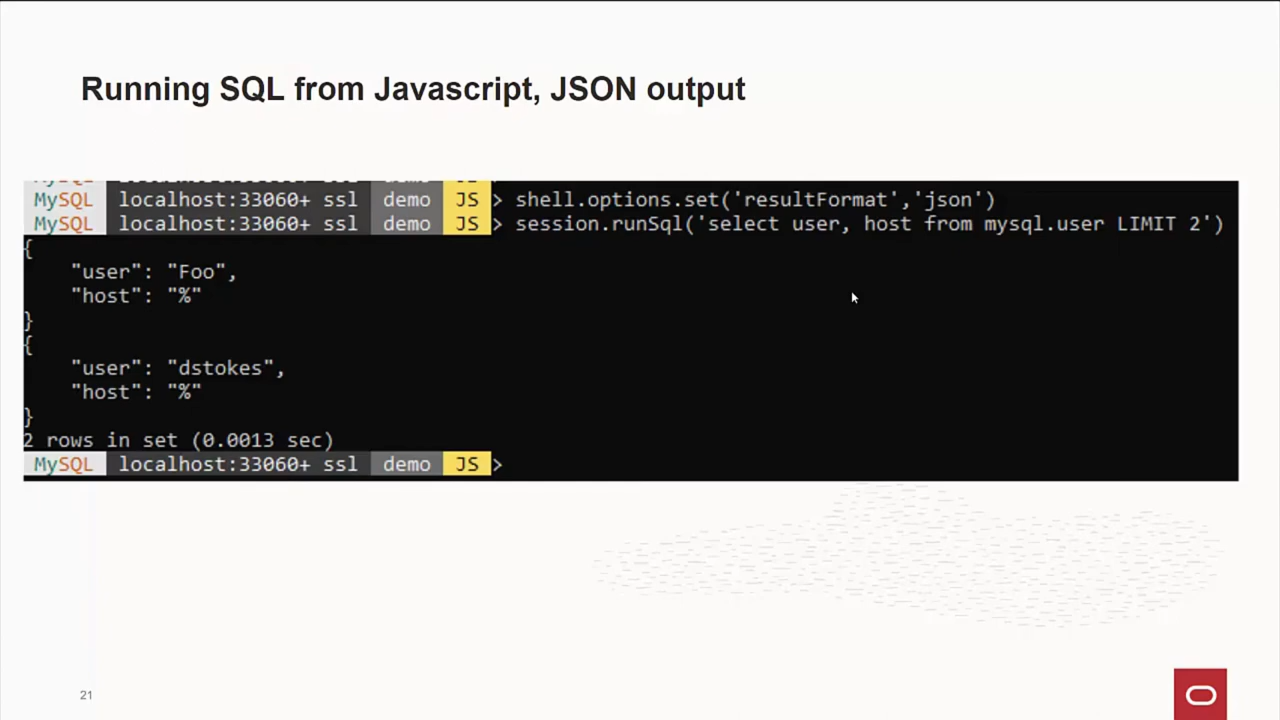 Running SQL from Javascript, JSON output
MySQL localhost:33060+ ssl demo JS > shell.options.set('resultFormat','json')
MySQL localhost:33060+ ssl demo JS > session.runSql('select user, host from mysql.user LIMIT 2')
{
    "user": "Foo",
    "host": "%"
}
{
    "user": "dstokes",
    "host": "%"
}
2 rows in set (0.0013 sec)
MySQL localhost:33060+ ssl demo JS >
21